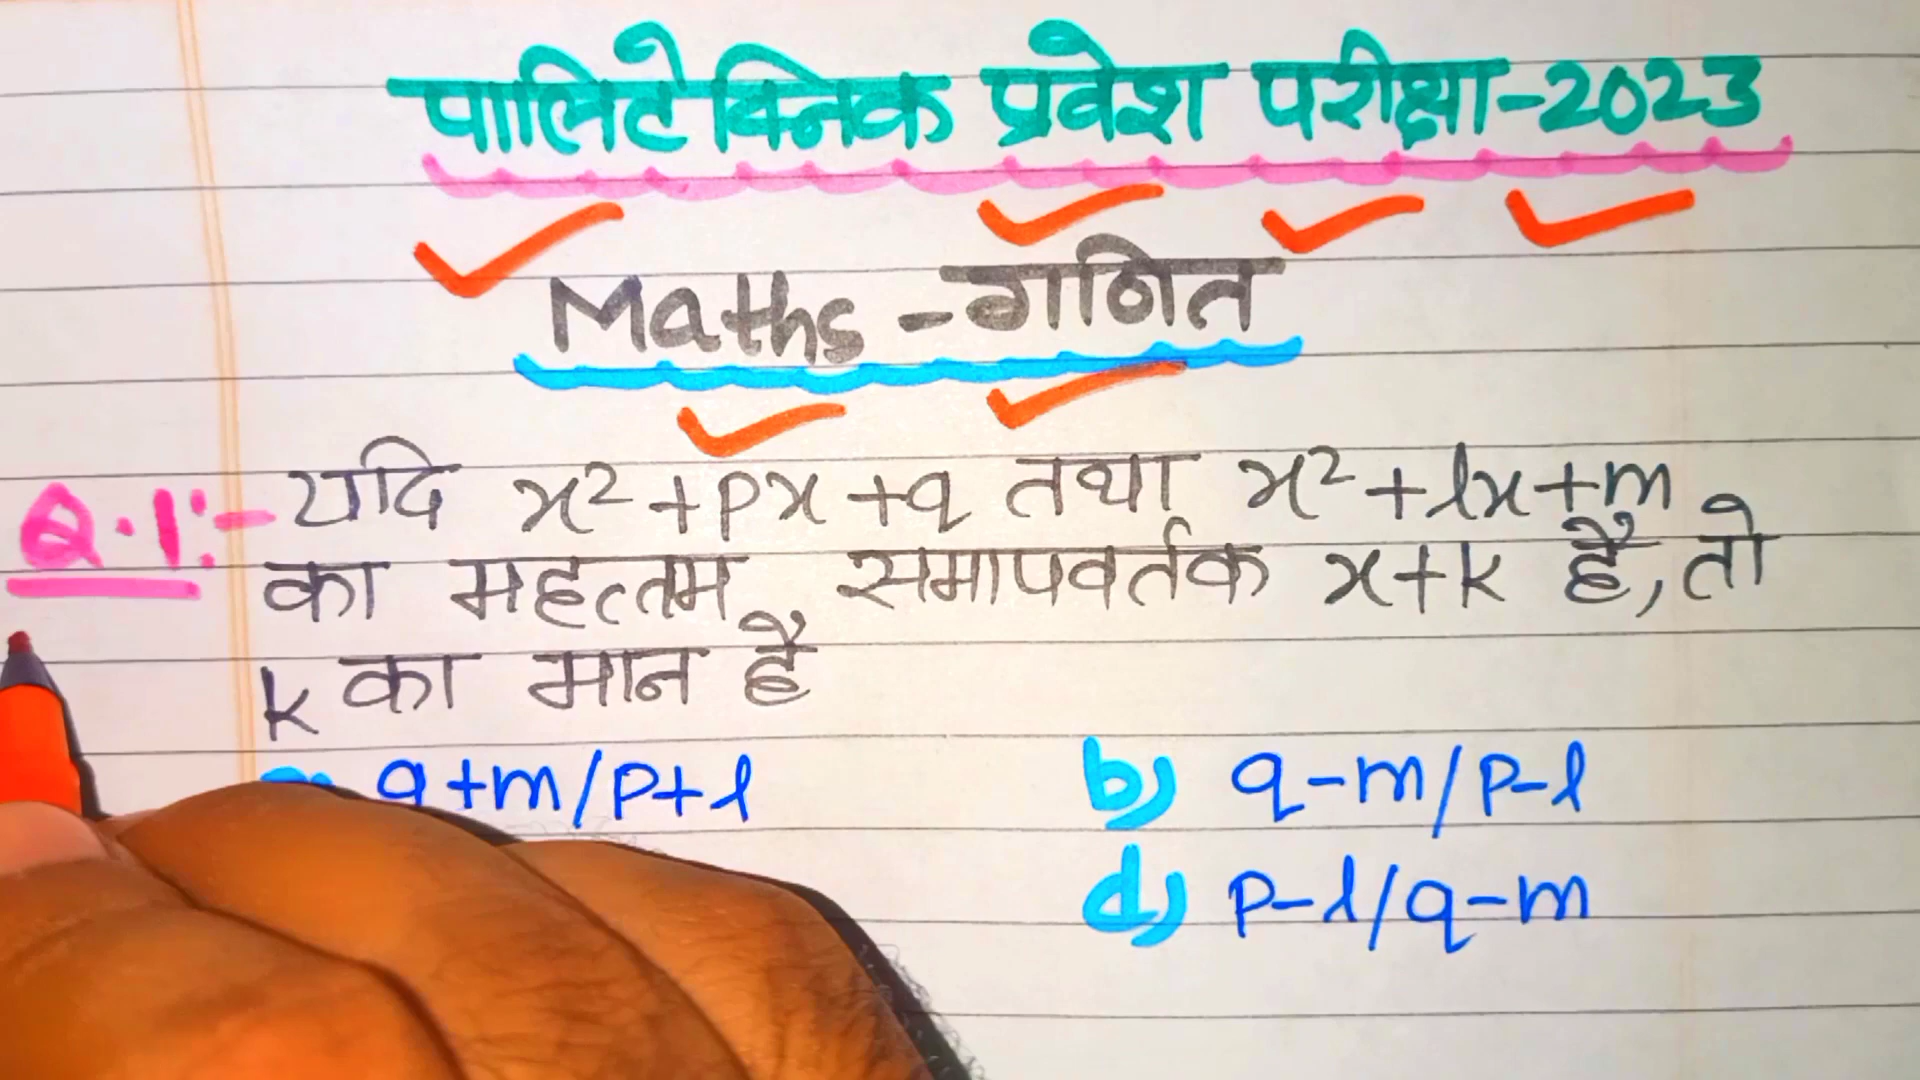 पालिटेक्निक प्रवेश परीक्षा-2023
Maths - गणित
Q.1:- यदि x²+px+q तथा x²+lx+m
का महत्तम समापवर्तक x+k है, तो
k का मान है
q+m/p+l b) q-m/p-l
d) p-l/q-m